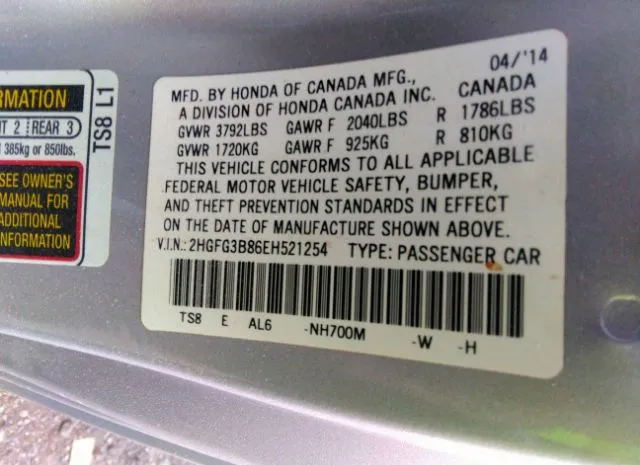 RMATION
NT 2 REAR 3
385kg or 850lbs.
SEE OWNER'S
MANUAL FOR
ADDITIONAL
INFORMATION
TS8 L1
04/'14
MFD. BY HONDA OF CANADA MFG., CANADA
A DIVISION OF HONDA CANADA INC.
GVWR 3792LBS GAWR F 2040LBS R 1786LBS
GVWR 1720KG GAWR F 925KG R 810KG
THIS VEHICLE CONFORMS TO ALL APPLICABLE
FEDERAL MOTOR VEHICLE SAFETY, BUMPER,
AND THEFT PREVENTION STANDARDS IN EFFECT
ON THE DATE OF MANUFACTURE SHOWN ABOVE.
V.I.N.: 2HGFG3B86EH521254 TYPE: PASSENGER CAR
TS8 E AL6 -NH700M -W -H